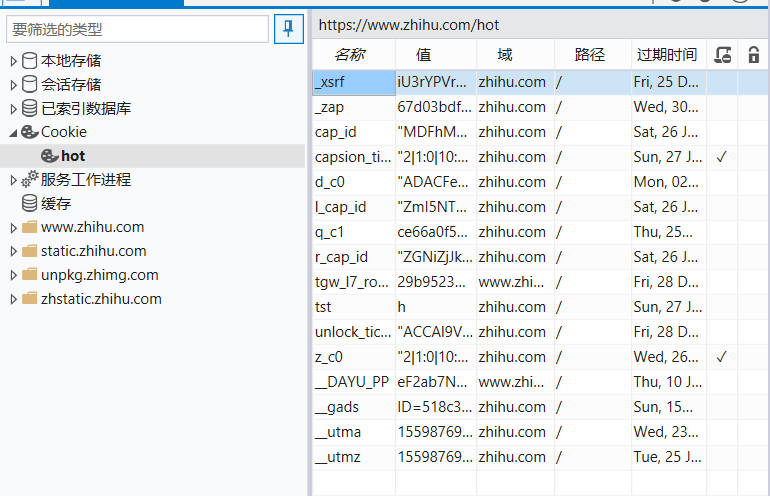 要筛选的类型
本地存储
会话存储
已索引数据库
Cookie
hot
服务工作进程
缓存
www.zhihu.com
static.zhihu.com
unpkg.zhimg.com
zhstatic.zhihu.com
https://www.zhihu.com/hot
名称 值 域 路径 过期时间
_xsrf iU3rYPVr... zhihu.com / Fri, 25 D...
_zap 67d03bdf... zhihu.com / Wed, 30...
cap_id "MDFhM... zhihu.com / Sat, 26 J...
capsion_ti... "2|1:0|10:... zhihu.com / Sun, 27 J... ✓
d_c0 "ADACFe... zhihu.com / Mon, 02...
l_cap_id "ZmI5NT... zhihu.com / Sat, 26 J...
q_c1 ce66a0f5... zhihu.com / Thu, 25...
r_cap_id "ZGNiZjJk... zhihu.com / Sat, 26 J...
tgw_l7_ro... 29b9523... www.zhi... / Fri, 28 D...
tst h zhihu.com / Sun, 27 J...
unlock_tic... "ACCAI9V... zhihu.com / Fri, 28 D...
z_c0 "2|1:0|10:... zhihu.com / Wed, 26... ✓
__DAYU_PP eF2ab7N... www.zhi... / Thu, 10 J...
__gads ID=518c3... zhihu.com / Sun, 15...
__utma 15598769... zhihu.com / Wed, 23...
__utmz 15598769... zhihu.com / Tue, 25 J...